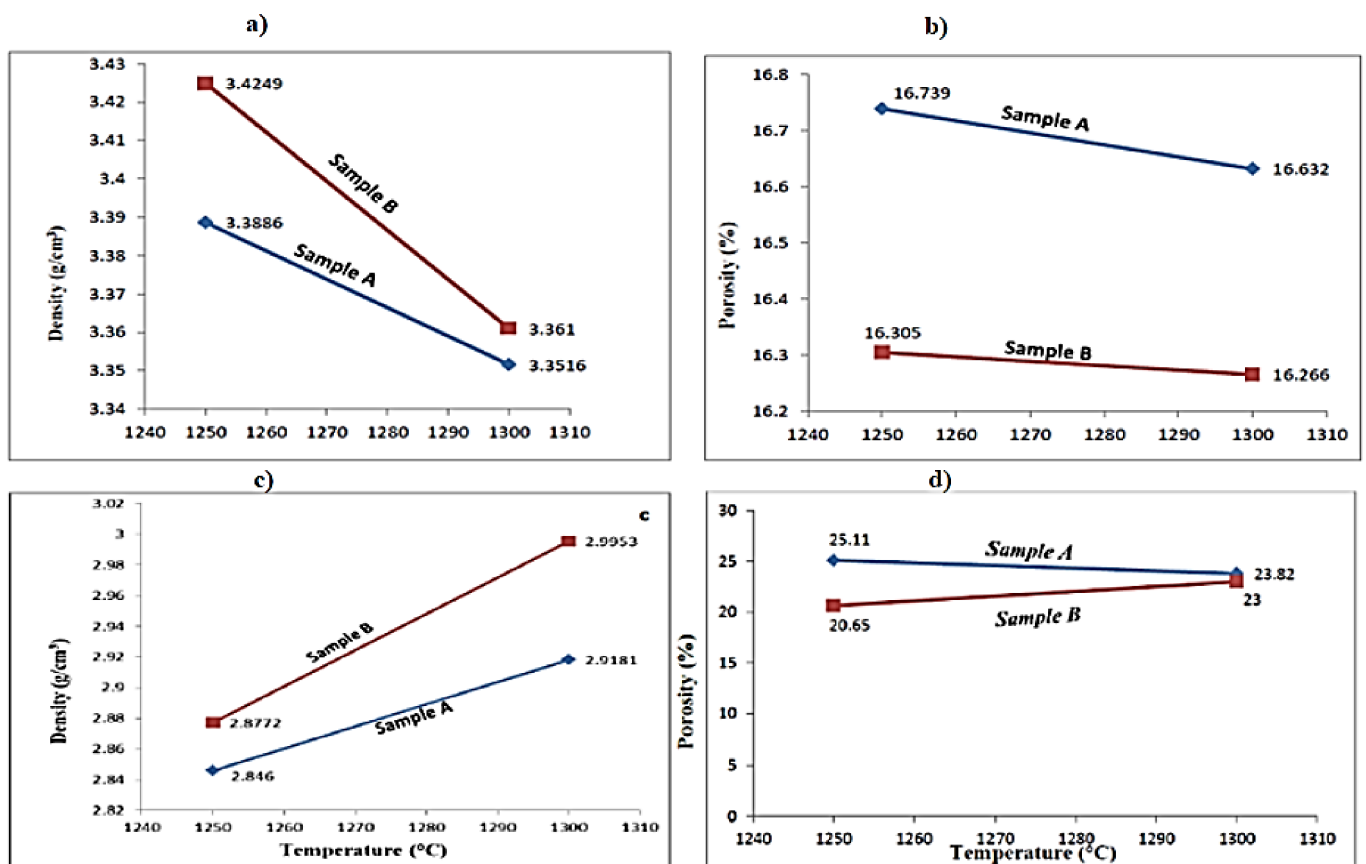 a)
3.43
3.42
3.41
3.4
3.39
3.38
3.37
3.36
3.35
3.34
Density (g/cm³)
3.4249
Sample B
3.3886
Sample A
3.361
3.3516
1240 1250 1260 1270 1280 1290 1300 1310
b)
16.8
16.7
16.6
16.5
16.4
16.3
16.2
Porosity (%)
16.739
Sample A
16.632
16.305
Sample B
16.266
1240 1250 1260 1270 1280 1290 1300 1310
c)
c
3.02
3
2.98
2.96
2.94
2.92
2.9
2.88
2.86
2.84
2.82
Density (g/cm³)
2.9953
Sample B
2.9181
2.8772
Sample A
2.846
1240 1250 1260 1270 1280 1290 1300 1310
Temperature (°C)
d)
30
25
20
15
10
5
0
Porosity (%)
25.11
Sample A
23.82
23
20.65
Sample B
1240 1250 1260 1270 1280 1290 1300 1310
Temperature (°C)